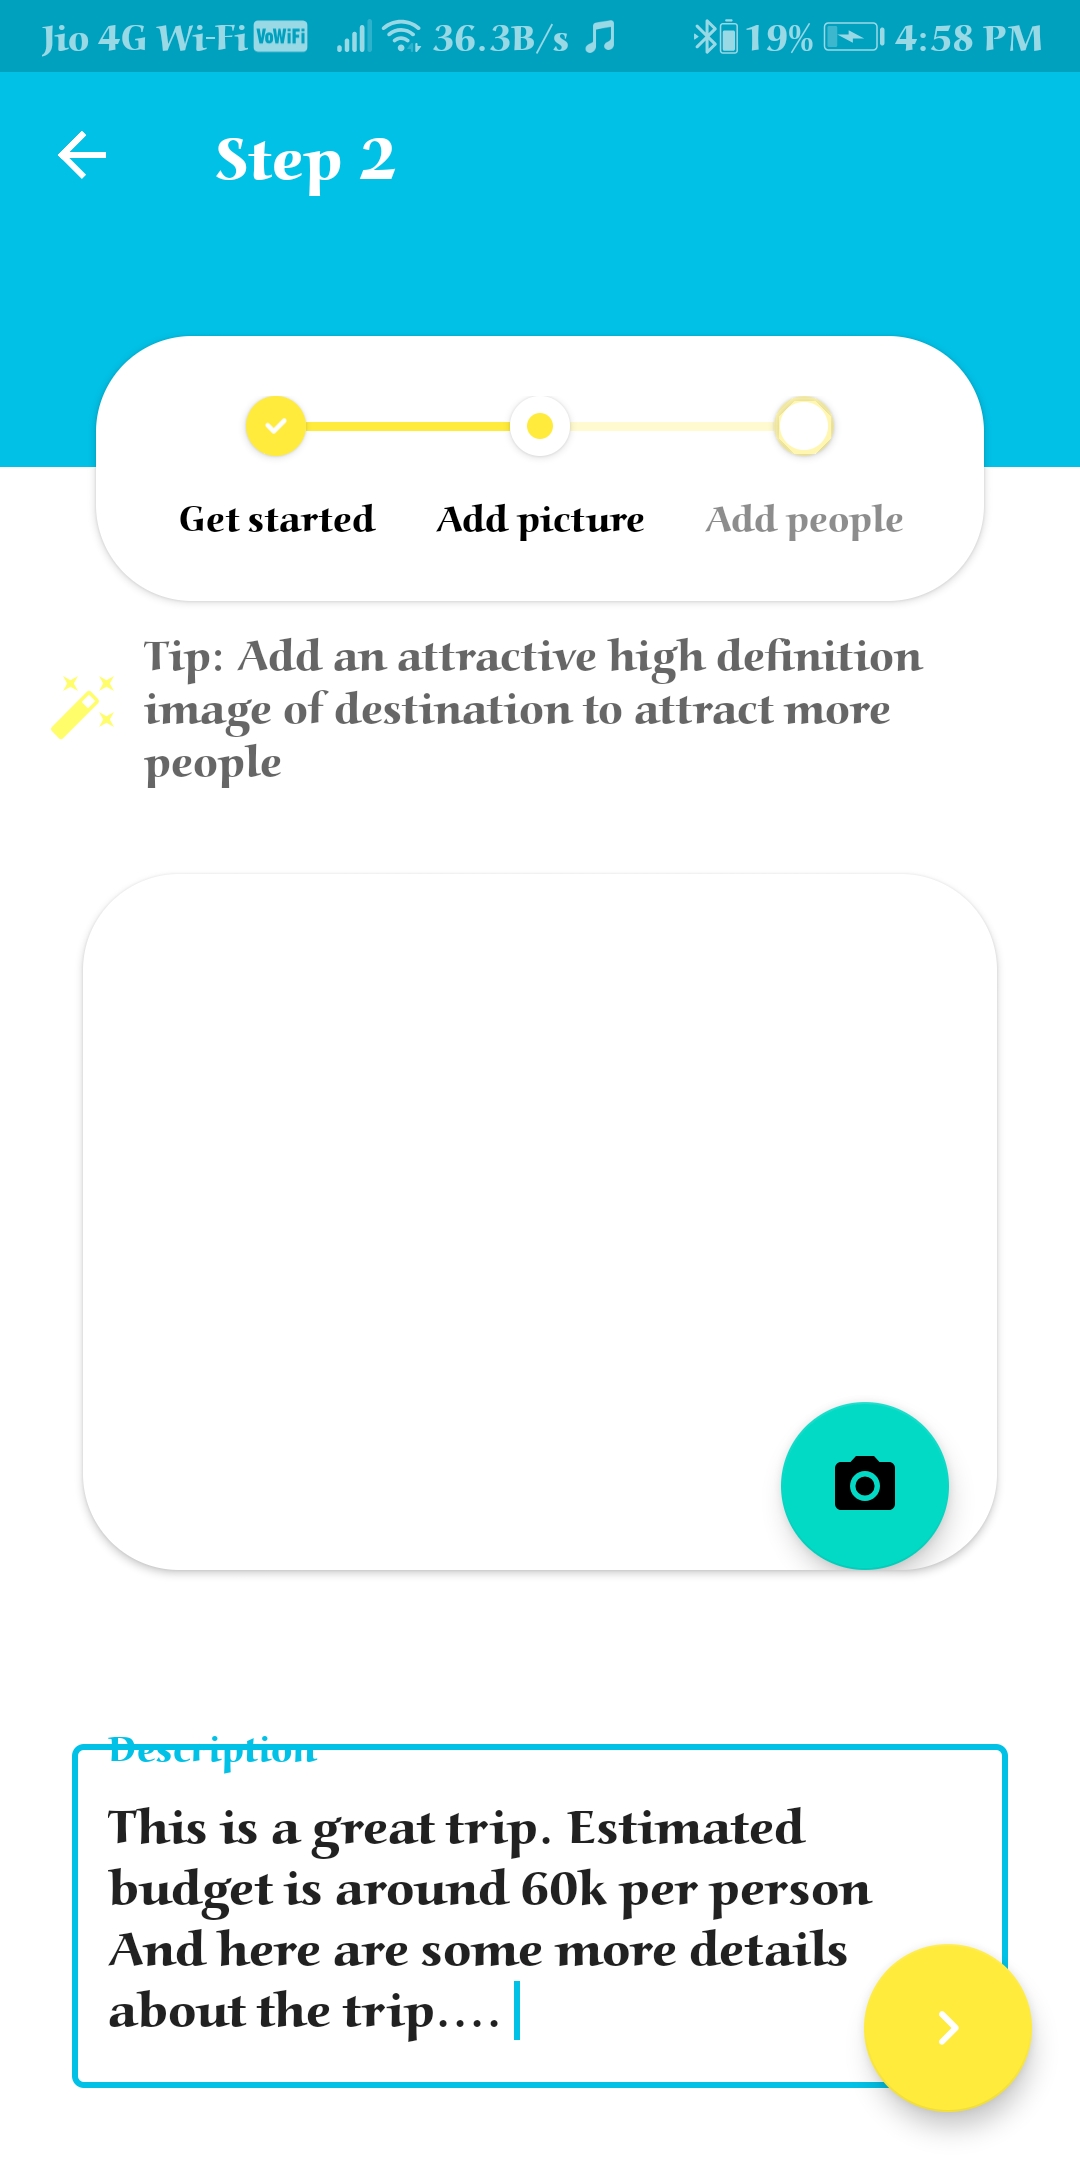 Jio 4G Wi-Fi VoWiFi 36.3B/s 19% 4:58 PM
Step 2
Get started Add picture Add people
Tip: Add an attractive high definition
image of destination to attract more
people
Description
This is a great trip. Estimated
budget is around 60k per person
And here are some more details
about the trip....